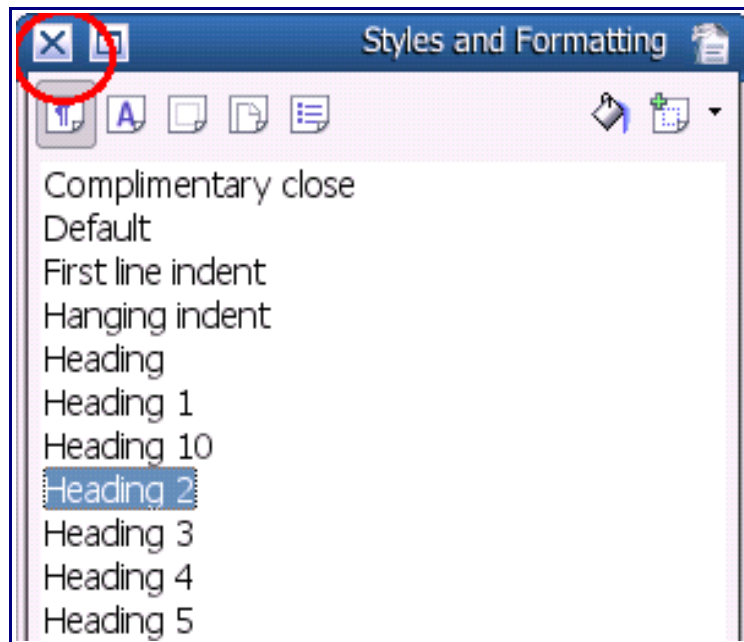 Styles and Formatting
Complimentary close
Default
First line indent
Hanging indent
Heading
Heading 1
Heading 10
Heading 2
Heading 3
Heading 4
Heading 5